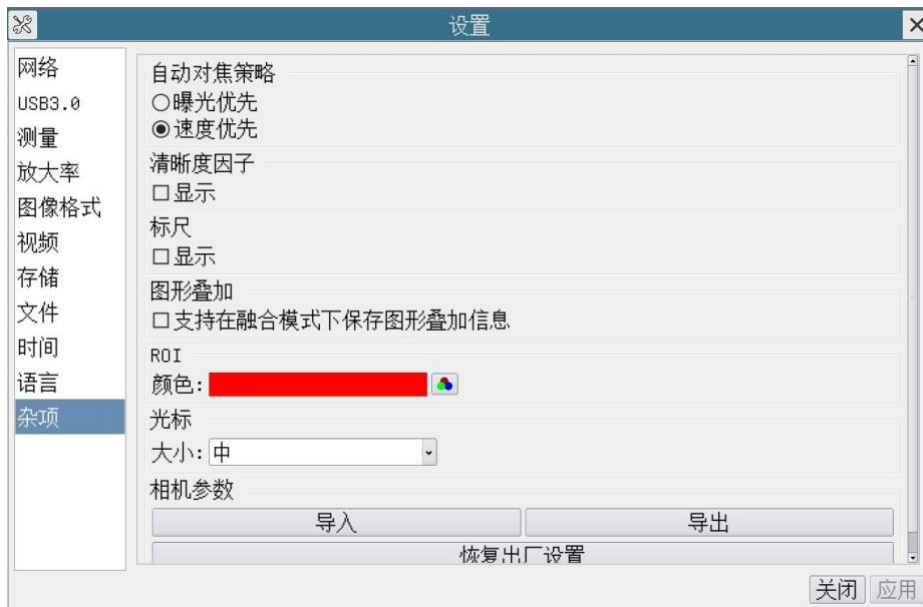 设置
网络
USB3.0
测量
放大率
图像格式
视频
存储
文件
时间
语言
杂项
自动对焦策略
曝光优先
速度优先
清晰度因子
显示
标尺
显示
图形叠加
支持在融合模式下保存图形叠加信息
ROI
颜色:
光标
大小: 中
相机参数
导入 导出
恢复出厂设置
关闭 应用